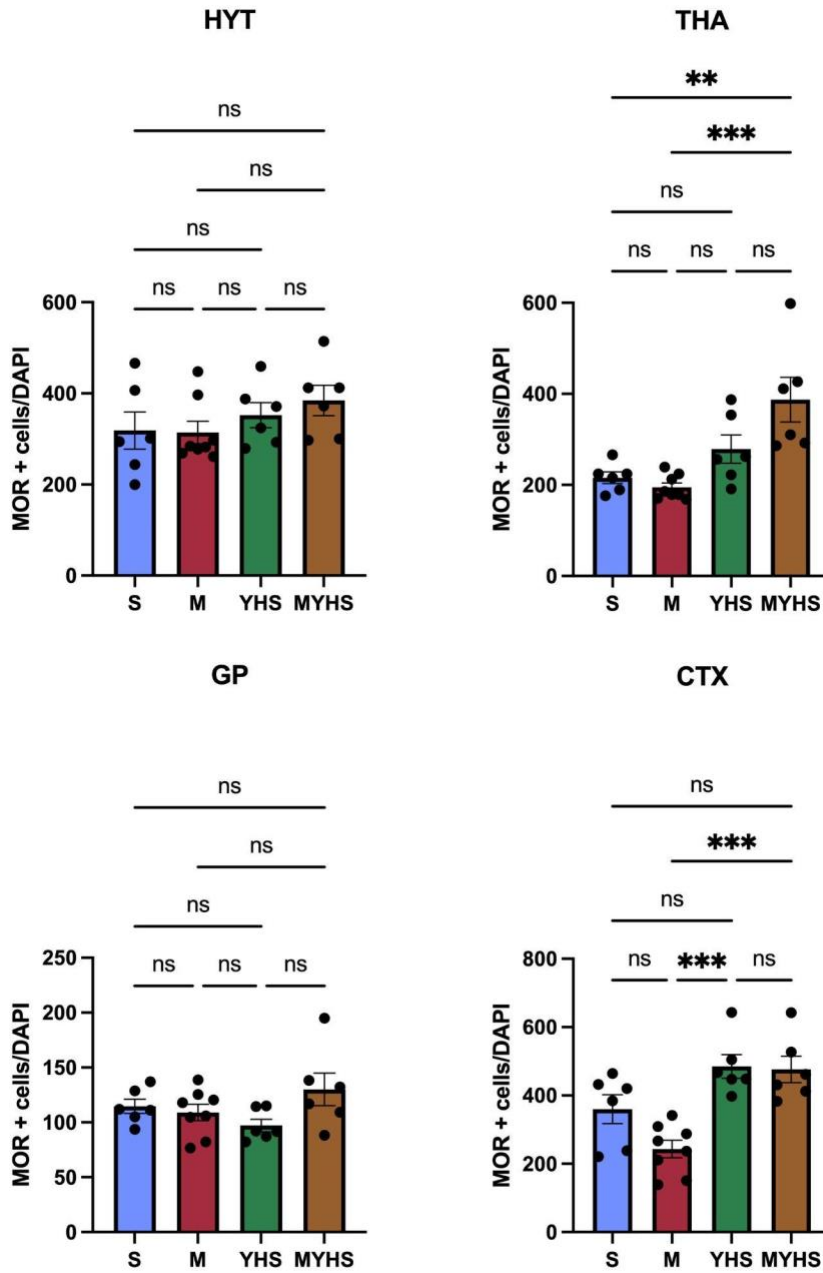 HYT
ns
ns
ns
ns ns ns
600
400
200
0
MOR + cells/DAPI
S M YHS MYHS
THA
**
***
ns
ns ns ns
600
400
200
0
MOR + cells/DAPI
S M YHS MYHS
GP
ns
ns
ns
ns ns ns
250
200
150
100
50
0
MOR + cells/DAPI
S M YHS MYHS
CTX
ns
***
ns
ns *** ns
800
600
400
200
0
MOR + cells/DAPI
S M YHS MYHS